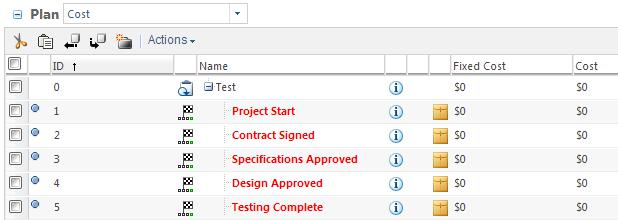 Plan Cost
Actions
ID ↑ Name Fixed Cost Cost
0 Test $0 $0
1 Project Start $0 $0
2 Contract Signed $0 $0
3 Specifications Approved $0 $0
4 Design Approved $0 $0
5 Testing Complete $0 $0